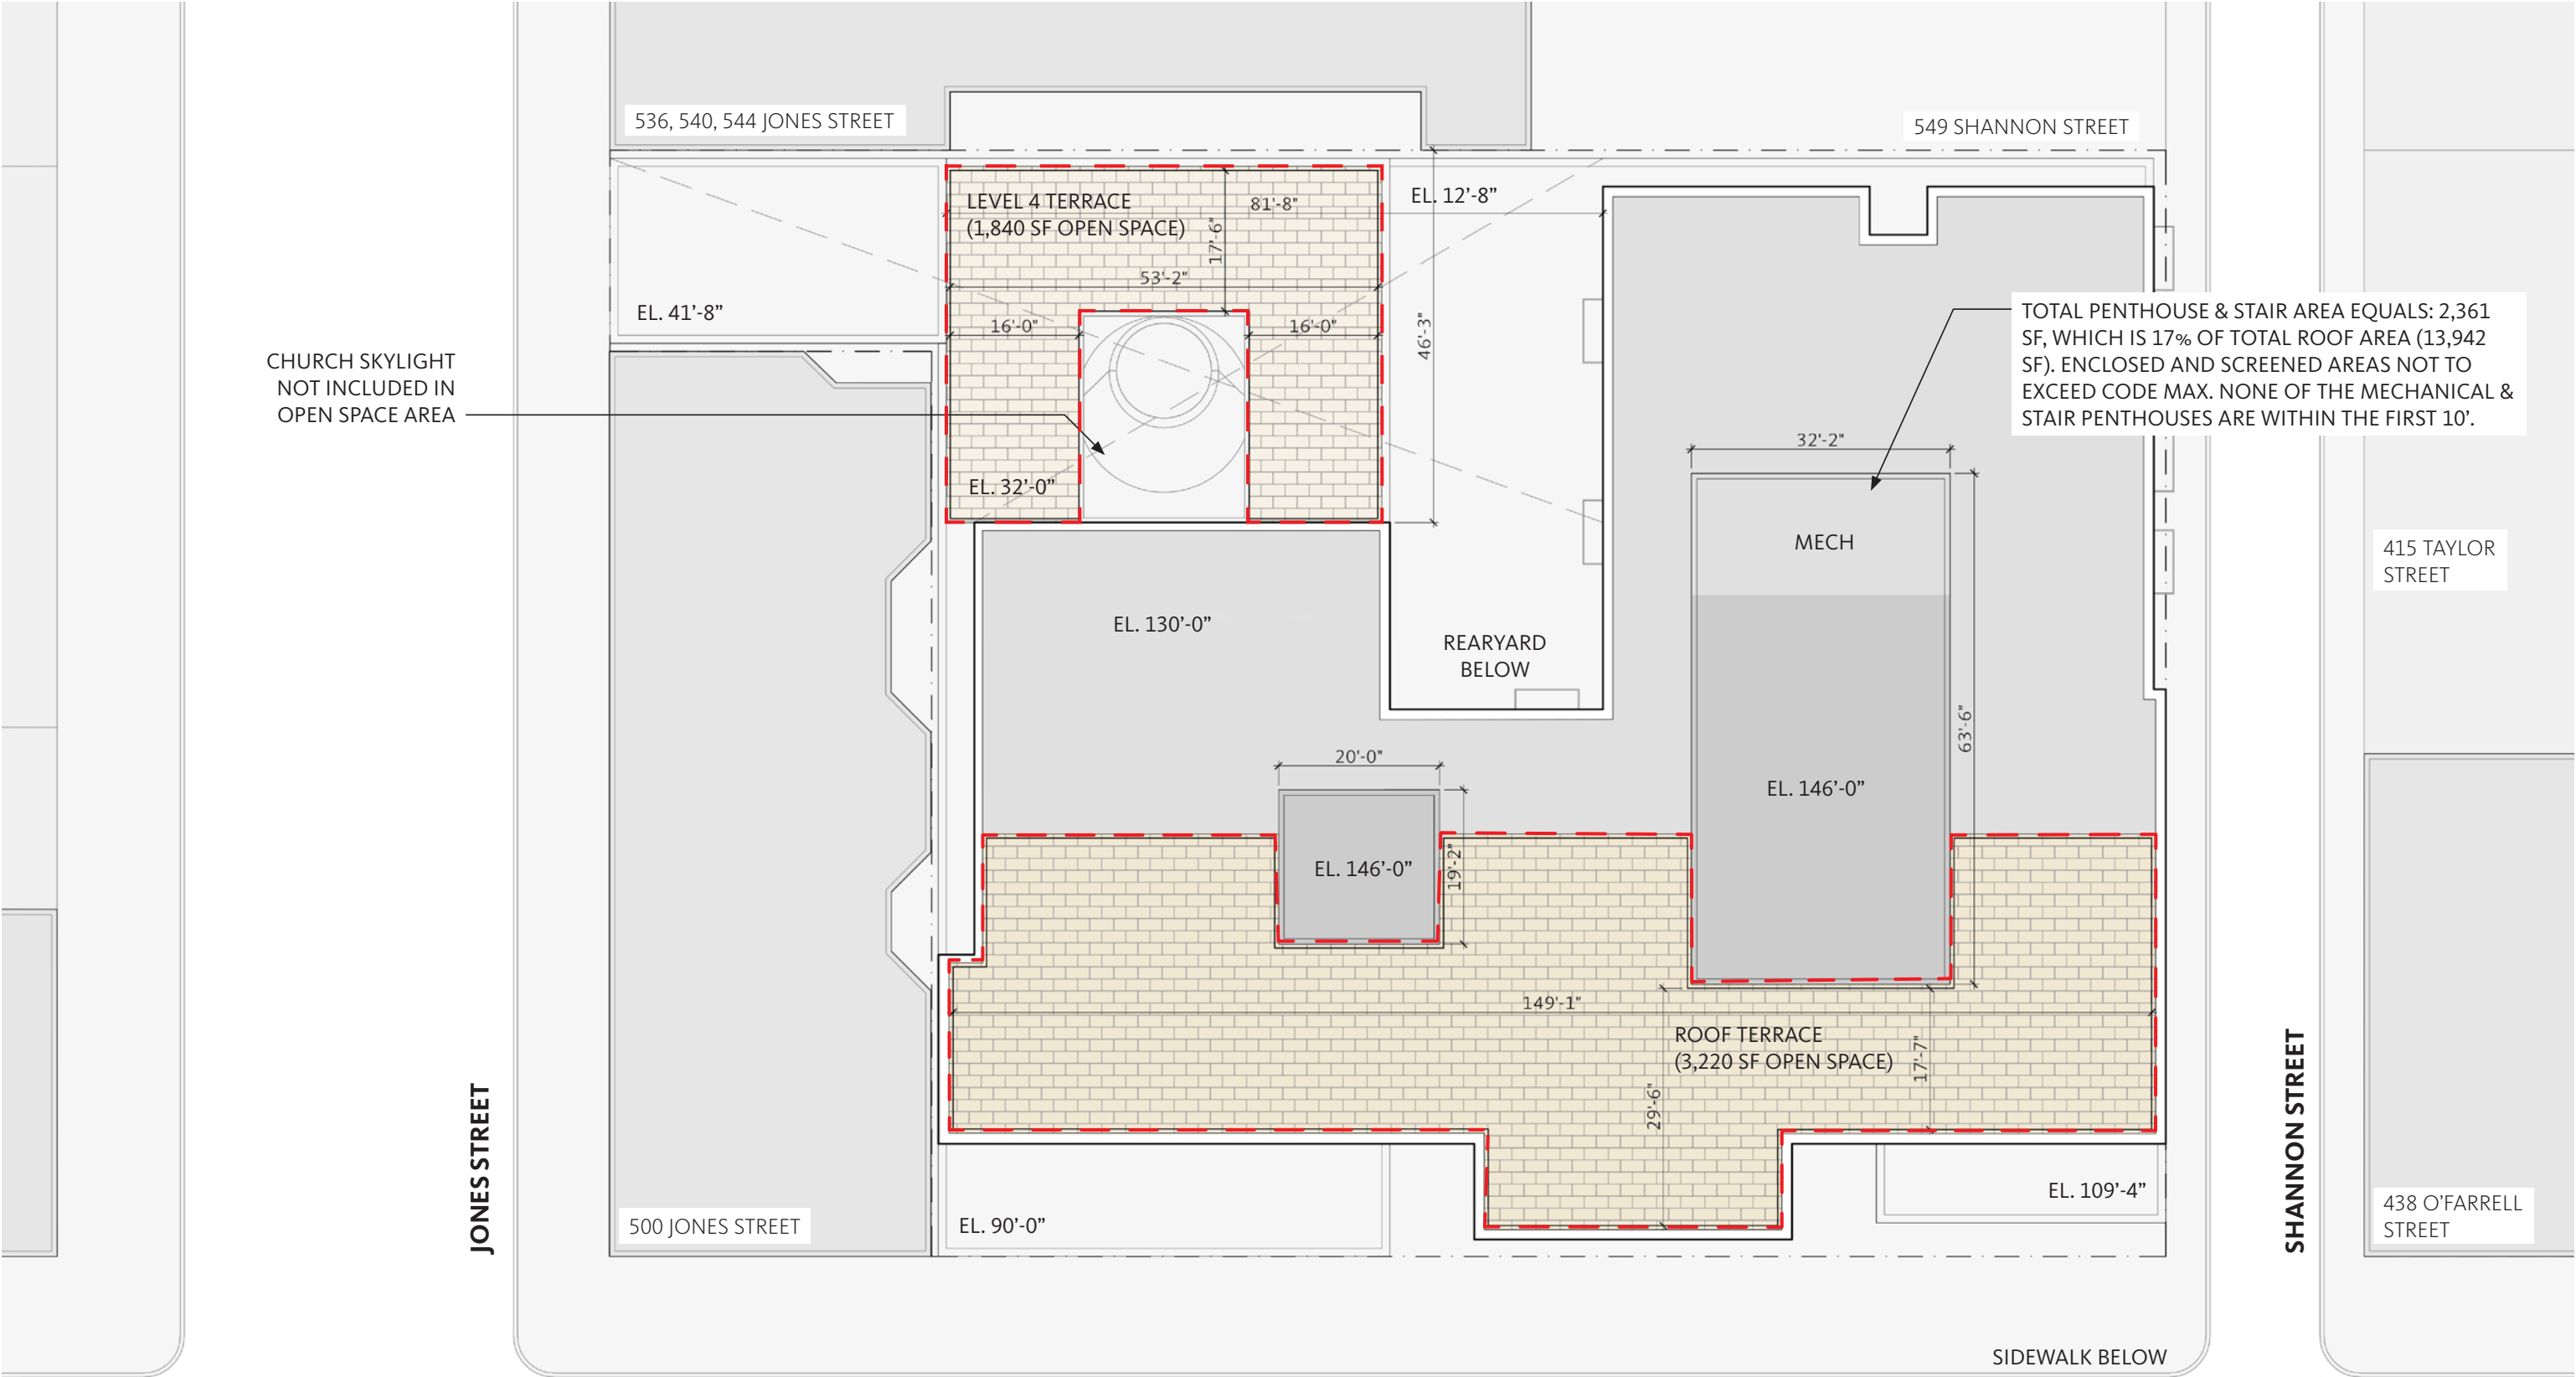 536, 540, 544 JONES STREET
549 SHANNON STREET
LEVEL 4 TERRACE
(1,840 SF OPEN SPACE)
81'-8"
17'-6"
EL. 12'-8"
53'-2"
EL. 41'-8"
16'-0"
16'-0"
46'-3"
TOTAL PENTHOUSE & STAIR AREA EQUALS: 2,361
SF, WHICH IS 17% OF TOTAL ROOF AREA (13,942
SF). ENCLOSED AND SCREENED AREAS NOT TO
EXCEED CODE MAX. NONE OF THE MECHANICAL &
STAIR PENTHOUSES ARE WITHIN THE FIRST 10'.
CHURCH SKYLIGHT
NOT INCLUDED IN
OPEN SPACE AREA
32'-2"
EL. 32'-0"
MECH
415 TAYLOR
STREET
EL. 130'-0"
REARYARD
BELOW
63'-6"
20'-0"
EL. 146'-0"
EL. 146'-0"
19'-2"
149'-1"
ROOF TERRACE
(3,220 SF OPEN SPACE)
17'-7"
29'-6"
JONES STREET
SHANNON STREET
EL. 109'-4"
500 JONES STREET
EL. 90'-0"
438 O'FARRELL
STREET
SIDEWALK BELOW